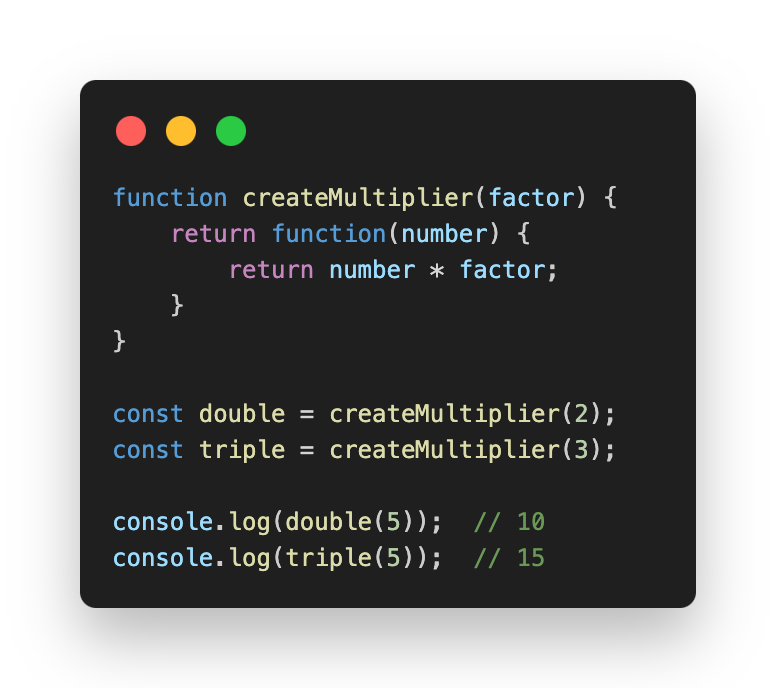 function createMultiplier(factor) {
    return function(number) {
        return number * factor;
    }
}

const double = createMultiplier(2);
const triple = createMultiplier(3);

console.log(double(5));  // 10
console.log(triple(5));  // 15